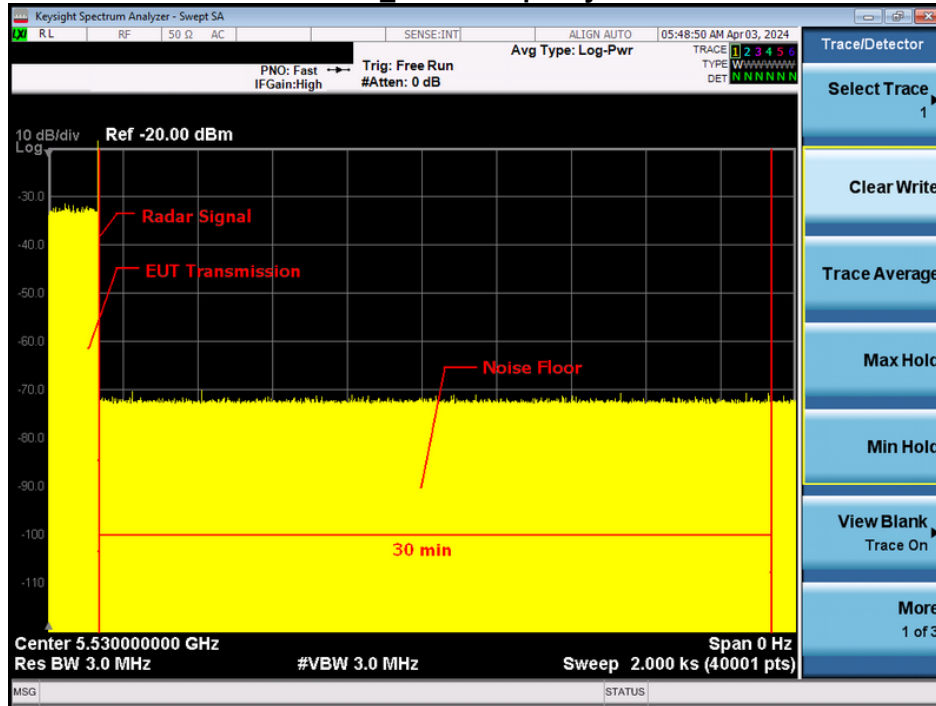 Keysight Spectrum Analyzer - Swept SA
LXI RL RF 50 Ω AC SENSE:INT ALIGN AUTO 05:48:50 AM Apr 03, 2024
Avg Type: Log-Pwr
TRACE 1 2 3 4 5 6
TYPE WWWWWW
DET N N N N N N
PNO: Fast
IFGain:High
Trig: Free Run
#Atten: 0 dB
10 dB/div
Log
Ref -20.00 dBm
-30.0
-40.0
-50.0
-60.0
-70.0
-80.0
-90.0
-100
-110
Radar Signal
EUT Transmission
Noise Floor
30 min
Center 5.530000000 GHz
Span 0 Hz
Res BW 3.0 MHz
#VBW 3.0 MHz
Sweep 2.000 ks (40001 pts)
MSG
STATUS
Trace/Detector
Select Trace
1
Clear Write
Trace Average
Max Hold
Min Hold
View Blank
Trace On
More
1 of 3